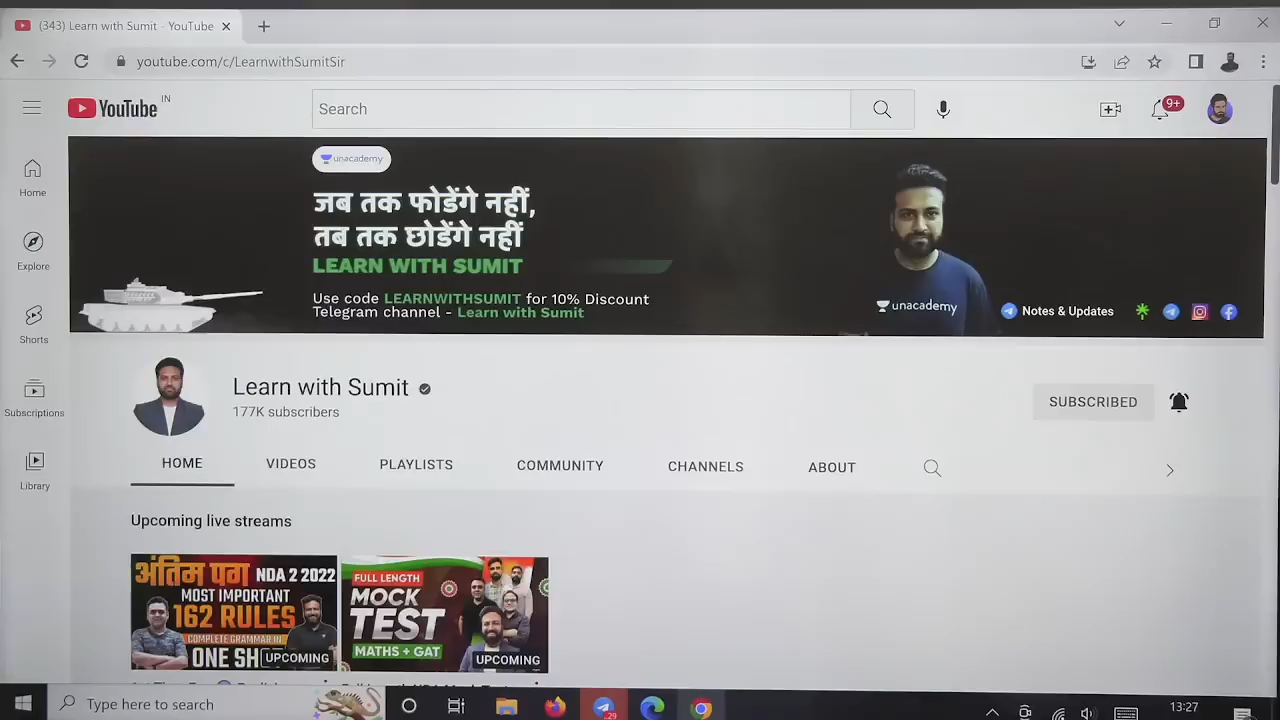 (343) Learn with Sumit - YouTube
youtube.com/c/LearnwithSumitSir
YouTube IN
Search
9+
Home
Explore
Shorts
Subscriptions
Library
unacademy
जब तक फोडेंगे नहीं,
तब तक छोडेंगे नहीं
LEARN WITH SUMIT
Use code LEARNWITHSUMIT for 10% Discount
Telegram channel - Learn with Sumit
unacademy
Notes & Updates
Learn with Sumit
177K subscribers
SUBSCRIBED
HOME VIDEOS PLAYLISTS COMMUNITY CHANNELS ABOUT
Upcoming live streams
अंतिम पग NDA 2 2022
MOST IMPORTANT
162 RULES
COMPLETE GRAMMAR IN
ONE SH
UPCOMING
FULL LENGTH
MOCK
TEST
MATHS + GAT
UPCOMING
Type here to search
29
13:27